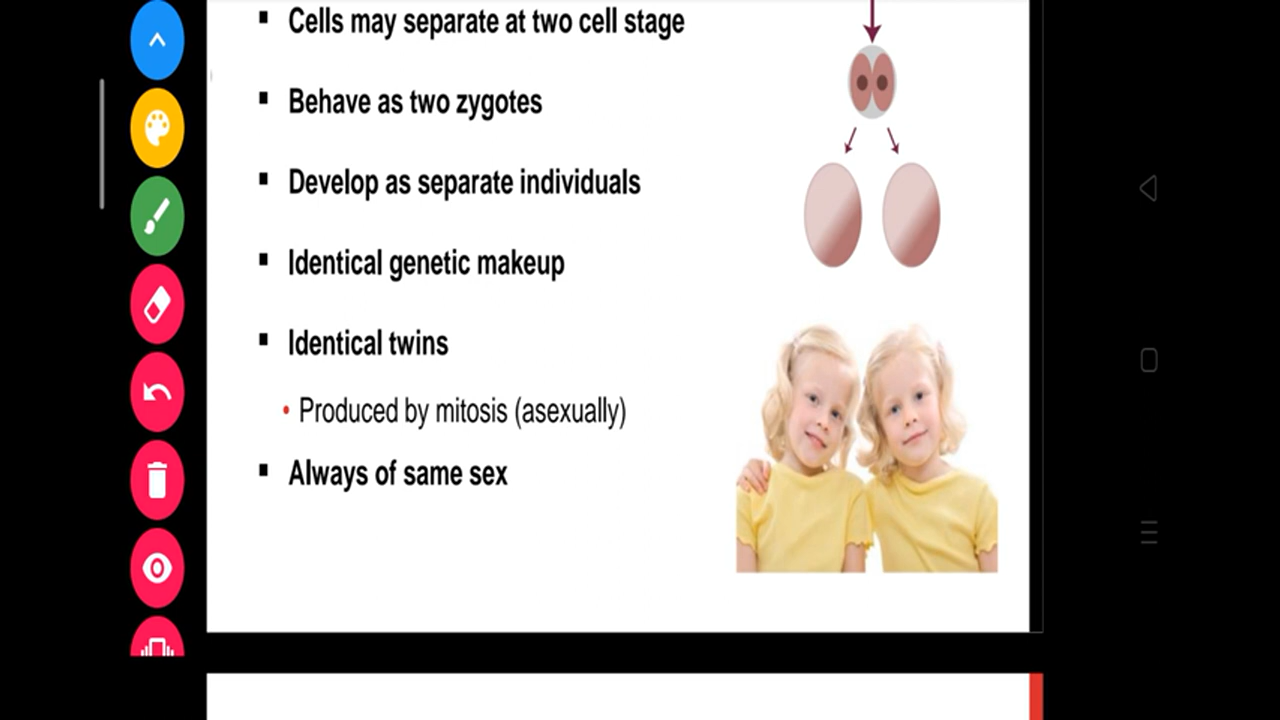 Cells may separate at two cell stage
Behave as two zygotes
Develop as separate individuals
Identical genetic makeup
Identical twins
Produced by mitosis (asexually)
Always of same sex